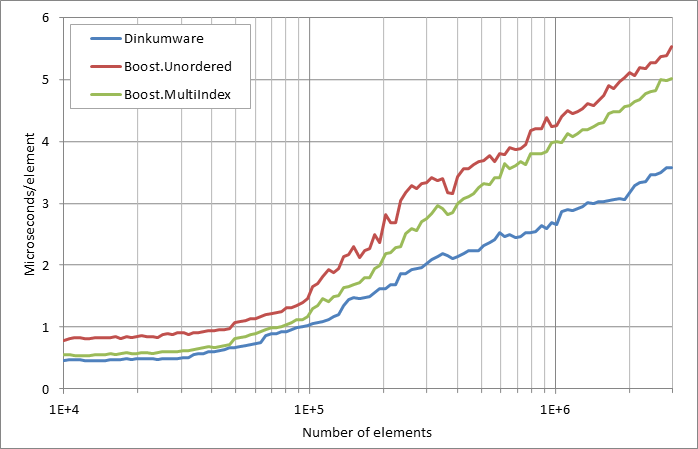 6
Dinkumware
Boost.Unordered
Boost.MultiIndex
5
4
3
2
1
0
Microseconds/element
1E+4
1E+5
1E+6
Number of elements